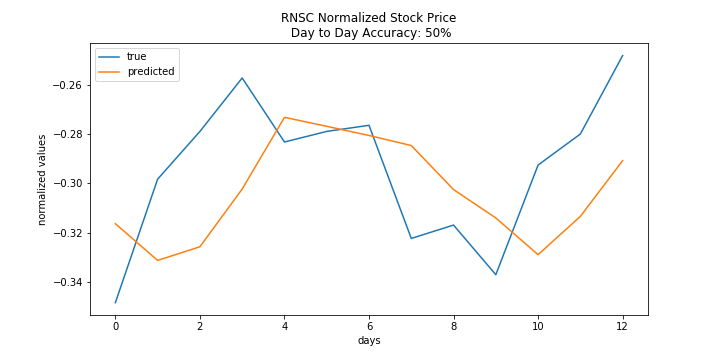 RNSC Normalized Stock Price
Day to Day Accuracy: 50%
true
predicted
normalized values
−0.26
−0.28
−0.30
−0.32
−0.34
0
2
4
6
8
10
12
days